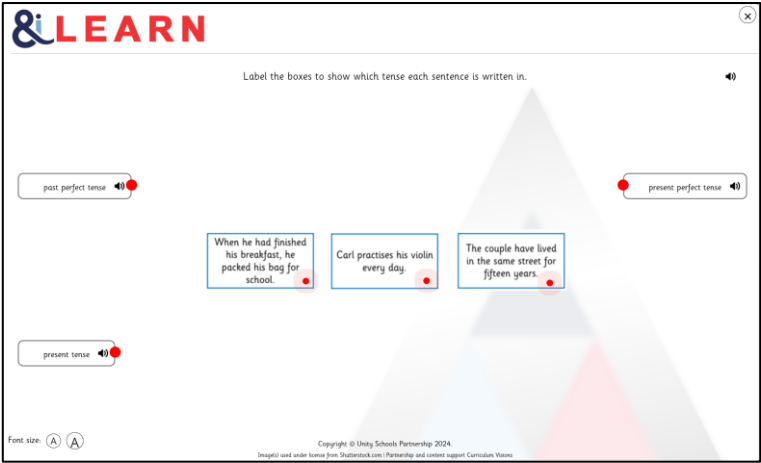 &i LEARN
Label the boxes to show which tense each sentence is written in.
past perfect tense
present perfect tense
When he had finished
his breakfast, he
packed his bag for
school.
Carl practises his violin
every day.
The couple have lived
in the same street for
fifteen years.
present tense
Font size: A A
Copyright © Unity Schools Partnership 2024.
Image(s) used under license from Shutterstock.com | Partnership and content support Curriculum Visions